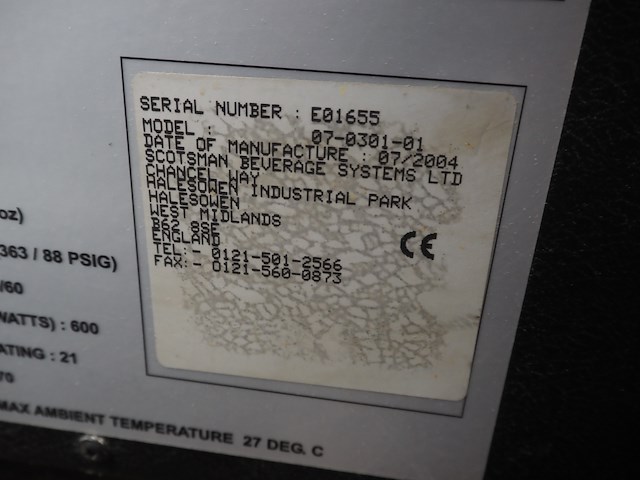 SERIAL NUMBER : E01655
MODEL : 07-0301-01
DATE OF MANUFACTURE : 07/2004
SCOTSMAN BEVERAGE SYSTEMS LTD
CHANCEL WAY
HALESOWEN INDUSTRIAL PARK
HALESOWEN
WEST MIDLANDS
B62 8SE
ENGLAND
TEL:- 0121-501-2566
FAX:- 0121-560-0873
CE
oz)
363 / 88 PSIG)
/60
WATTS) : 600
ATING : 21
70
MAX AMBIENT TEMPERATURE 27 DEG. C